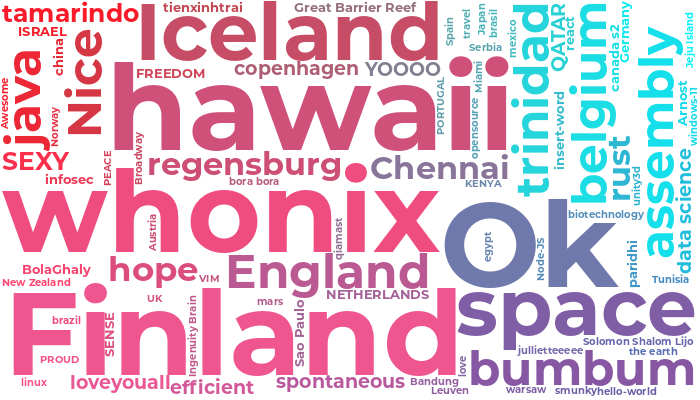 tamarindo
tienxinhtrai
Great Barrier Reef
ISRAEL
Iceland
Spain
travel
Japan
brasil
Serbia
mexico
trinidad
QATAR
react
belgium
canada s2
Germany
Jeju Island
Awesome
java
china
Nice
FREEDOM
copenhagen
YOOOO
Miami
PORTUGAL
opensource
hawaii
assembly
Arnost
windows-11
Norway
SEXY
infosec
PEACE
Broadway
regensburg
bora bora
Chennai
KENYA
insert-word
rust
unity3d
data science
whonix
Austria
qiamast
Ok
egypt
Node-JS
biotechnology
paridhi
Tunisia
BolaGhaly
New Zealand
hope
VIM
England
NETHERLANDS
space
Finland
UK
mars
brazil
SENSE
Ingenuity Brain
Sao Paulo
PROUD
linux
loveyouall
efficient
spontaneous
Bandung
Leuven
love
jullietteeeee
Solomon Shalom Lijo
the earth
bumbum
warsaw
smunky
hello-world